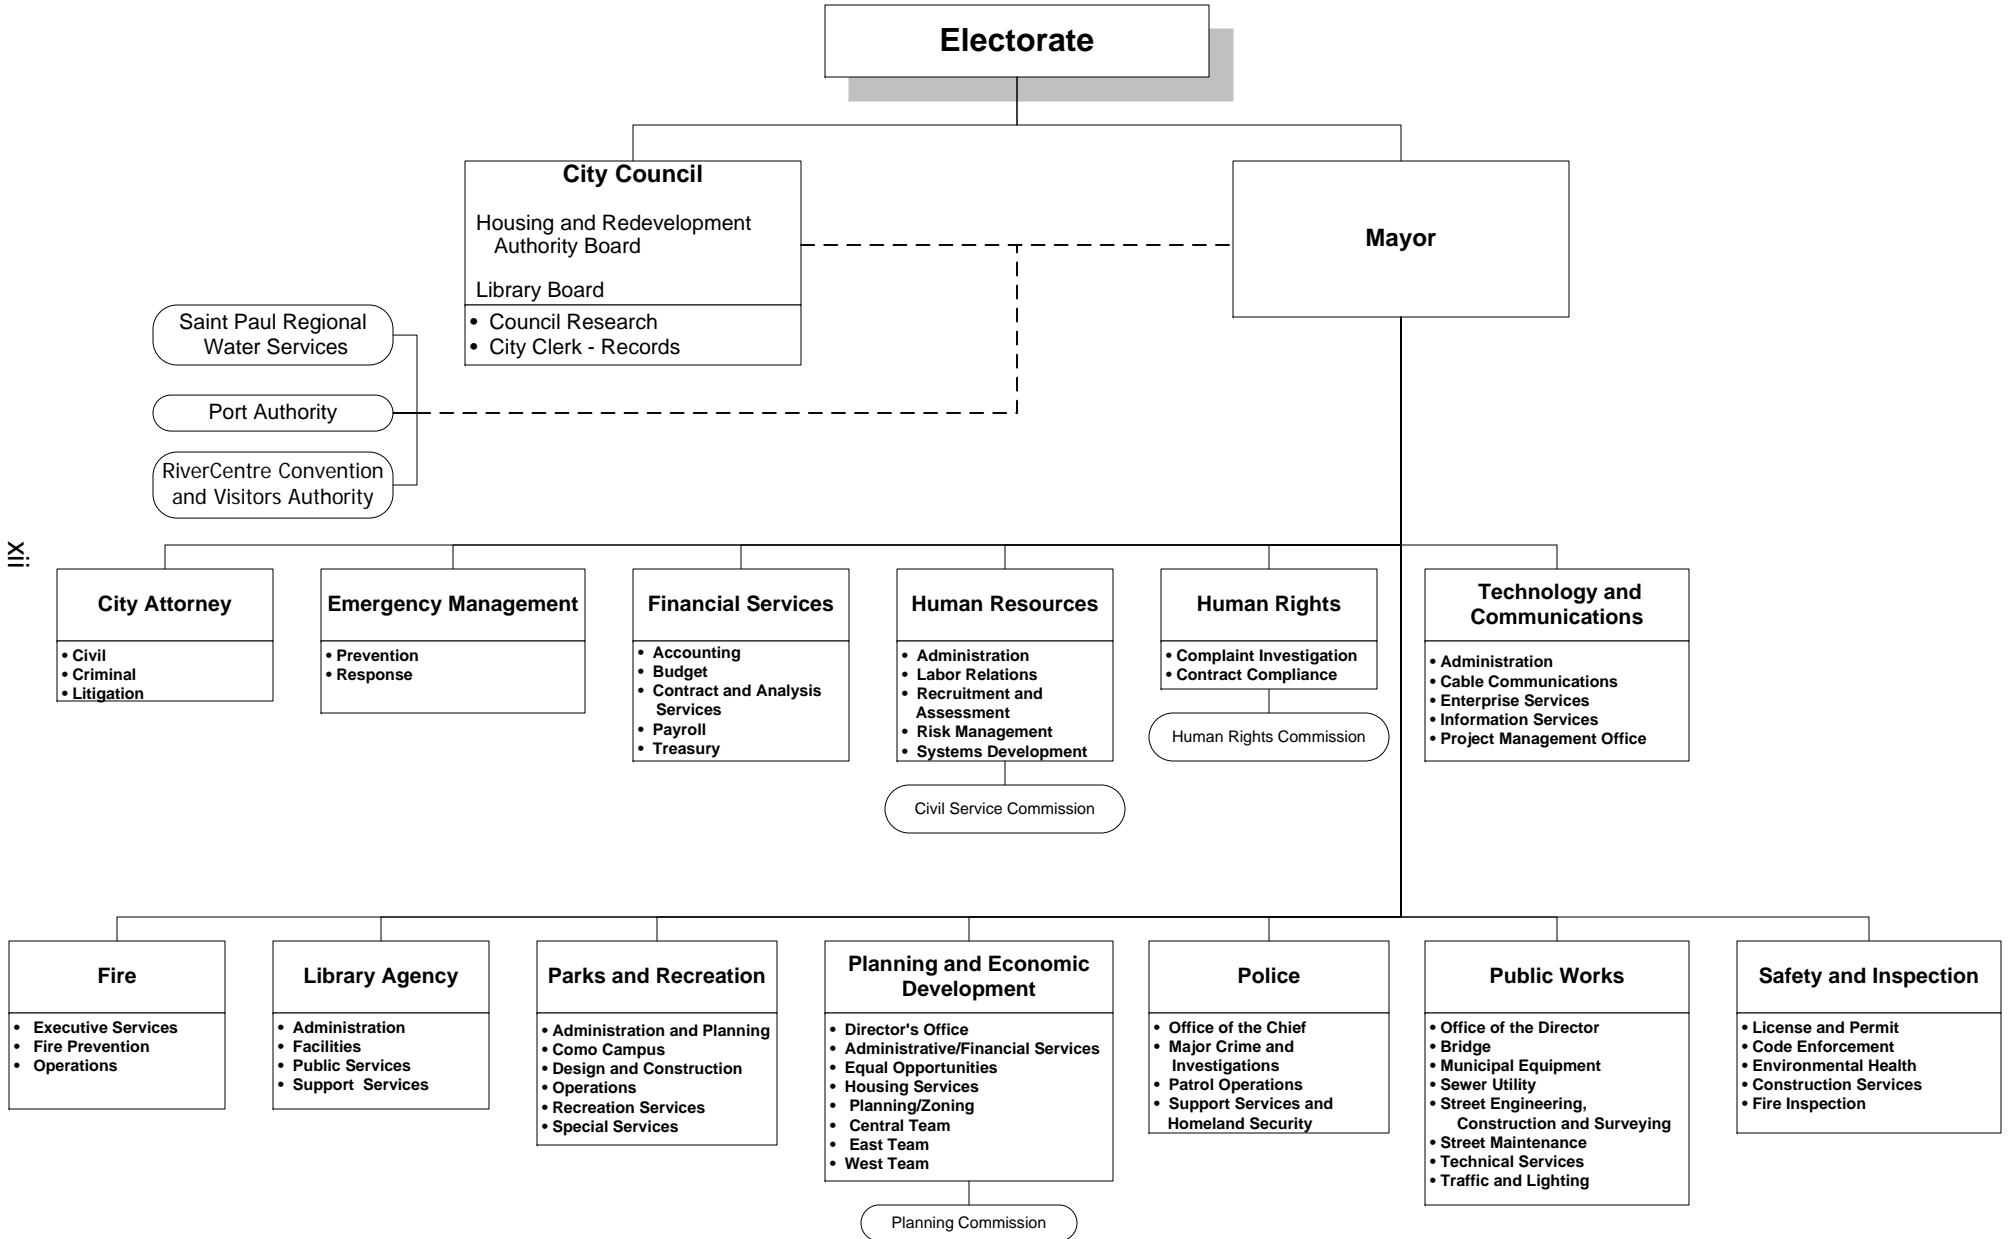 Electorate
City Council
Housing and Redevelopment
Authority Board
Library Board
• Council Research
• City Clerk - Records
Mayor
Saint Paul Regional
Water Services
Port Authority
RiverCentre Convention
and Visitors Authority
xii
City Attorney
• Civil
• Criminal
• Litigation
Emergency Management
• Prevention
• Response
Financial Services
• Accounting
• Budget
• Contract and Analysis
Services
• Payroll
• Treasury
Human Resources
• Administration
• Labor Relations
• Recruitment and
Assessment
• Risk Management
• Systems Development
Civil Service Commission
Human Rights
• Complaint Investigation
• Contract Compliance
Human Rights Commission
Technology and
Communications
• Administration
• Cable Communications
• Enterprise Services
• Information Services
• Project Management Office
Fire
• Executive Services
• Fire Prevention
• Operations
Library Agency
• Administration
• Facilities
• Public Services
• Support Services
Parks and Recreation
• Administration and Planning
• Como Campus
• Design and Construction
• Operations
• Recreation Services
• Special Services
Planning and Economic
Development
• Director's Office
• Administrative/Financial Services
• Equal Opportunities
• Housing Services
• Planning/Zoning
• Central Team
• East Team
• West Team
Planning Commission
Police
• Office of the Chief
• Major Crime and
Investigations
• Patrol Operations
• Support Services and
Homeland Security
Public Works
• Office of the Director
• Bridge
• Municipal Equipment
• Sewer Utility
• Street Engineering,
Construction and Surveying
• Street Maintenance
• Technical Services
• Traffic and Lighting
Safety and Inspection
• License and Permit
• Code Enforcement
• Environmental Health
• Construction Services
• Fire Inspection